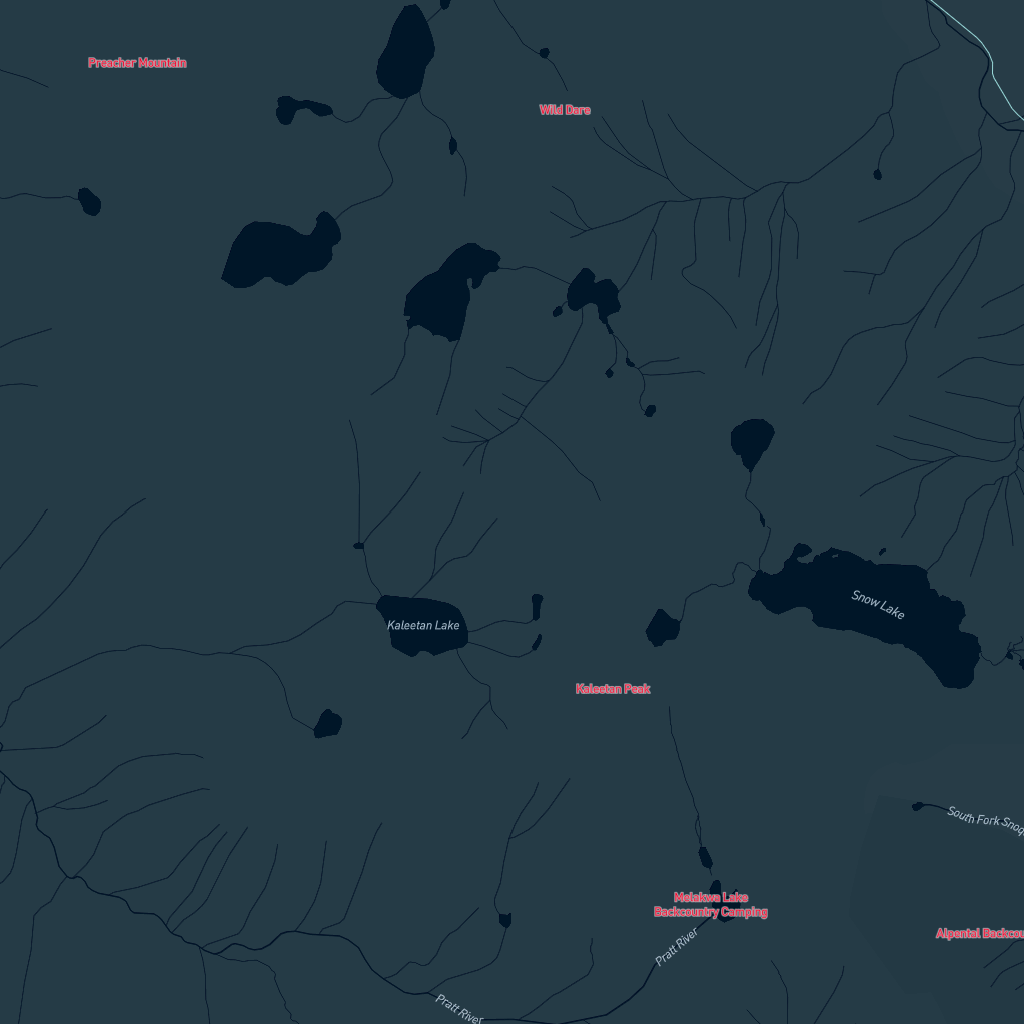 Preacher Mountain
Wild Dare
Snow Lake
Kaleetan Lake
Kaleetan Peak
South Fork Snoq
Melakwa Lake
Backcountry Camping
Alpental Backcou
Pratt River
Pratt River